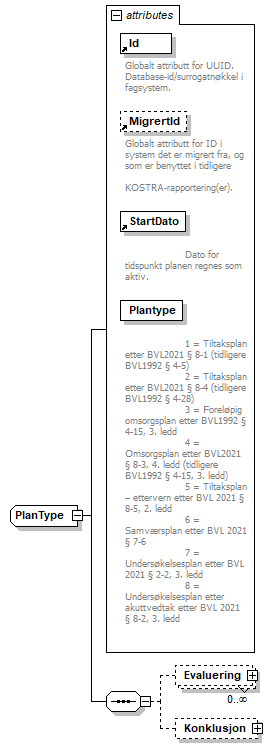 attributes
Id
Globalt attributt for UUID.
Database-id/surrogatnøkkel i
fagsystem.
MigrertId
Globalt attributt for ID i
system det er migrert fra, og
som er benyttet i tidligere
KOSTRA-rapportering(er).
StartDato
Dato for
tidspunkt planen regnes som
aktiv.
Plantype
1 = Tiltaksplan
etter BVL2021 § 8-1 (tidligere
BVL1992 § 4-5)
2 = Tiltaksplan
etter BVL2021 § 8-4 (tidligere
BVL1992 § 4-28)
3 = Foreløpig
omsorgsplan etter BVL1992 §
4-15, 3. ledd
4 =
Omsorgsplan etter BVL2021
§ 8-3, 4. ledd (tidligere
BVL1992 § 4-15, 3. ledd)
5 = Tiltaksplan
– ettervern etter BVL 2021 §
8-5, 2. ledd
6 =
Samværsplan etter BVL 2021
§ 7-6
7 =
Undersøkelsesplan etter BVL
2021 § 2-2, 3. ledd
8 =
Undersøkelsesplan etter
akuttvedtak etter BVL 2021
§ 8-2, 3. ledd
PlanType
Evaluering
0..∞
Konklusjon